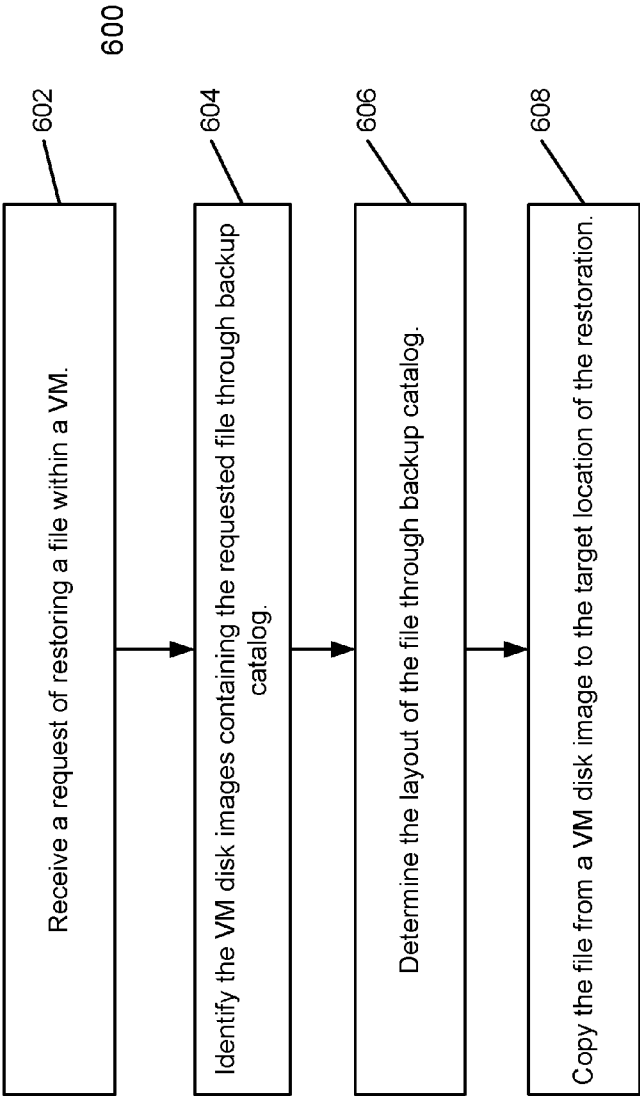 600
602
Receive a request of restoring a file within a VM.
604
Identify the VM disk images containing the requested file through backup
catalog.
606
Determine the layout of the file through backup catalog.
608
Copy the file from a VM disk image to the target location of the restoration.